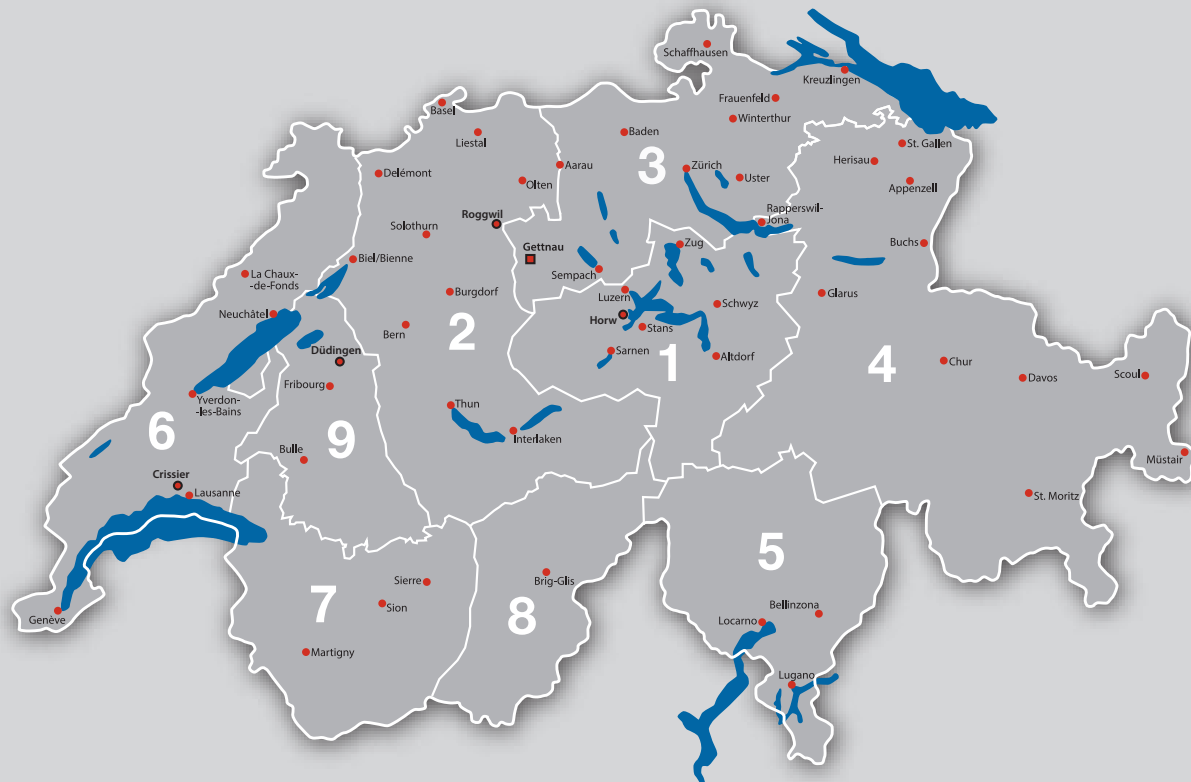 Schaffhausen
Kreuzlingen
Frauenfeld
Basel
Winterthur
Baden
Liestal
St. Gallen
3
Herisau
Aarau
Zürich
Delémont
Uster
Olten
Appenzell
Rapperswil-
Jona
Roggwil
Solothurn
Gettnau
Zug
Buchs
Biel/Bienne
La Chaux-
-de-Fonds
Sempach
Burgdorf
Luzern
Glarus
Schwyz
Neuchâtel
Horw
Bern
2
Stans
Düdingen
Sarnen
1
Altdorf
4
Chur
Scoul
Davos
Fribourg
Yverdon-
-les-Bains
Thun
6
9
Interlaken
Bulle
Müstair
Crissier
Lausanne
St. Moritz
5
Sierre
Brig-Glis
7
8
Sion
Bellinzona
Genève
Locarno
Martigny
Lugano